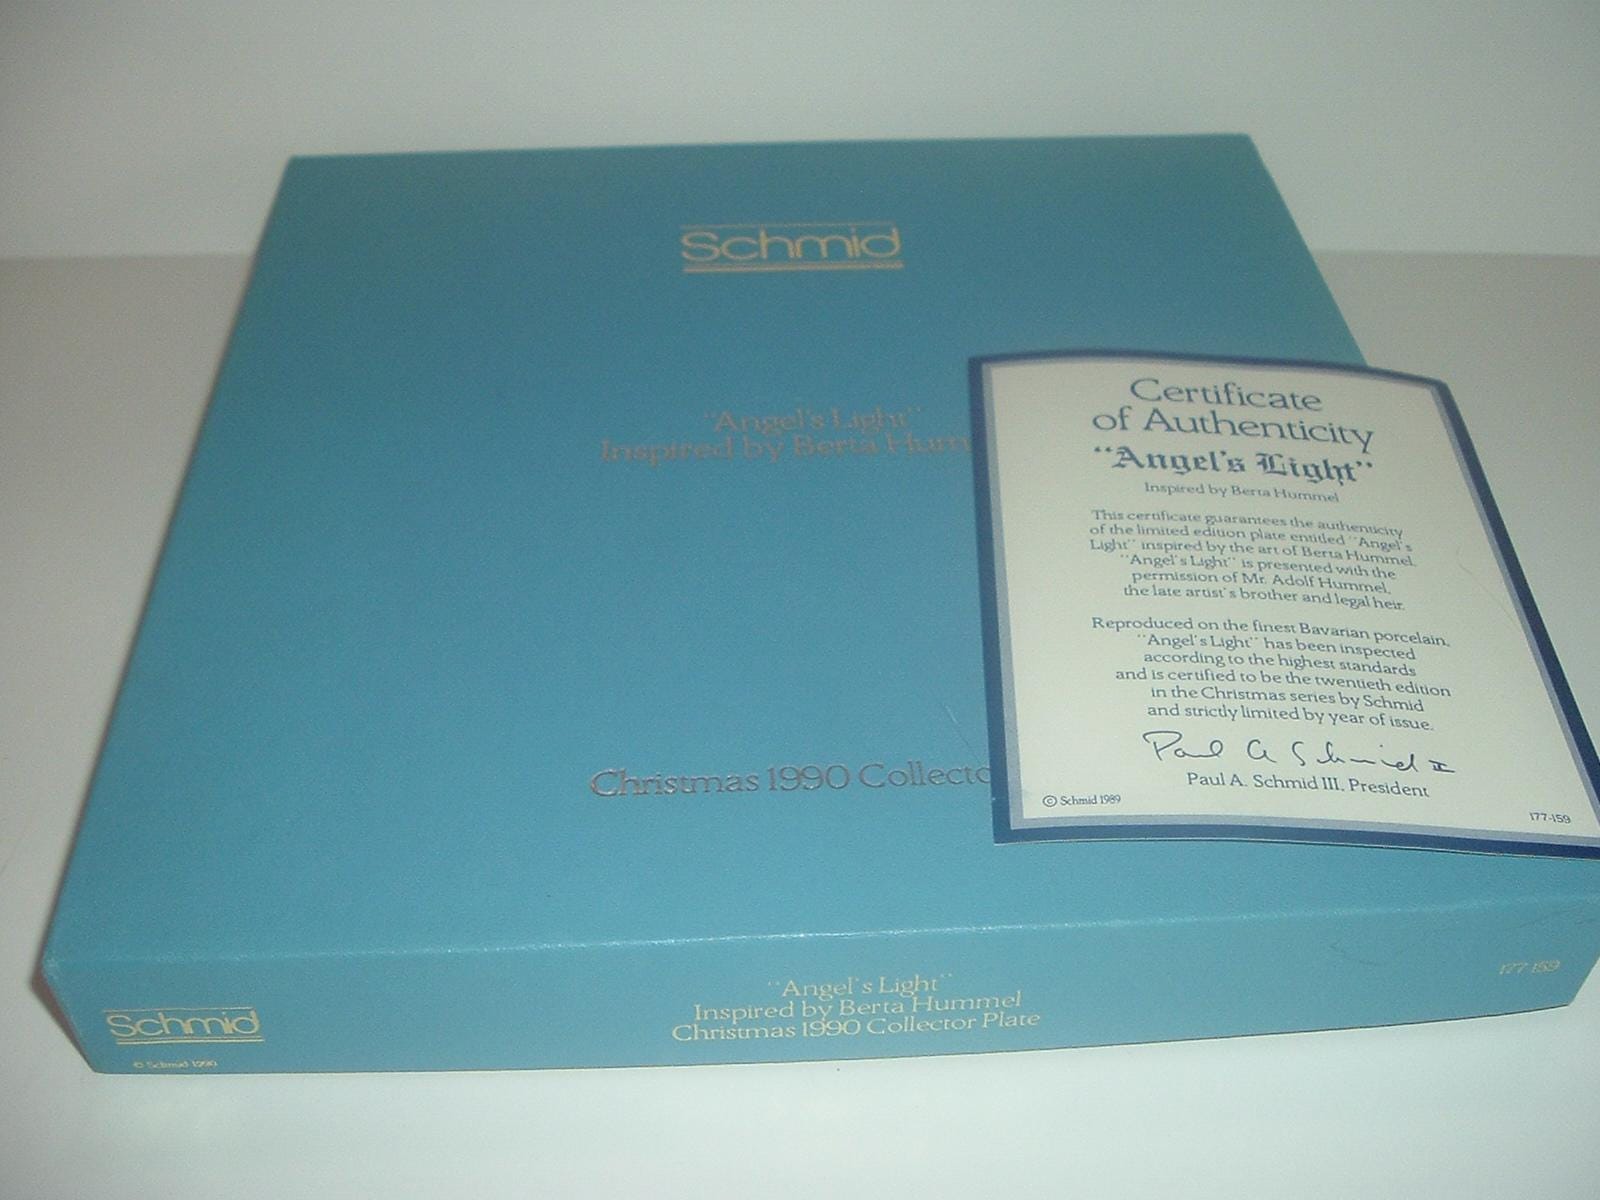 Schmid
"Angel's Light"
Inspired by Berta Hum
Christmas 1990 Collecto
Certificate
of Authenticity
"Angel's Light"
Inspired by Berta Hummel
This certificate guarantees the authenticity
of the limited edition plate entitled "Angel's
Light" inspired by the art of Berta Hummel.
"Angel's Light" is presented with the
permission of Mr. Adolf Hummel,
the late artist's brother and legal heir.
Reproduced on the finest Bavarian porcelain,
"Angel's Light" has been inspected
according to the highest standards
and is certified to be the twentieth edition
in the Christmas series by Schmid
and strictly limited by year of issue.
Paul A Schmid III
Paul A. Schmid III, President
© Schmid 1989
177-159
Schmid
© Schmid 1990
"Angel's Light"
Inspired by Berta Hummel
Christmas 1990 Collector Plate
177 159